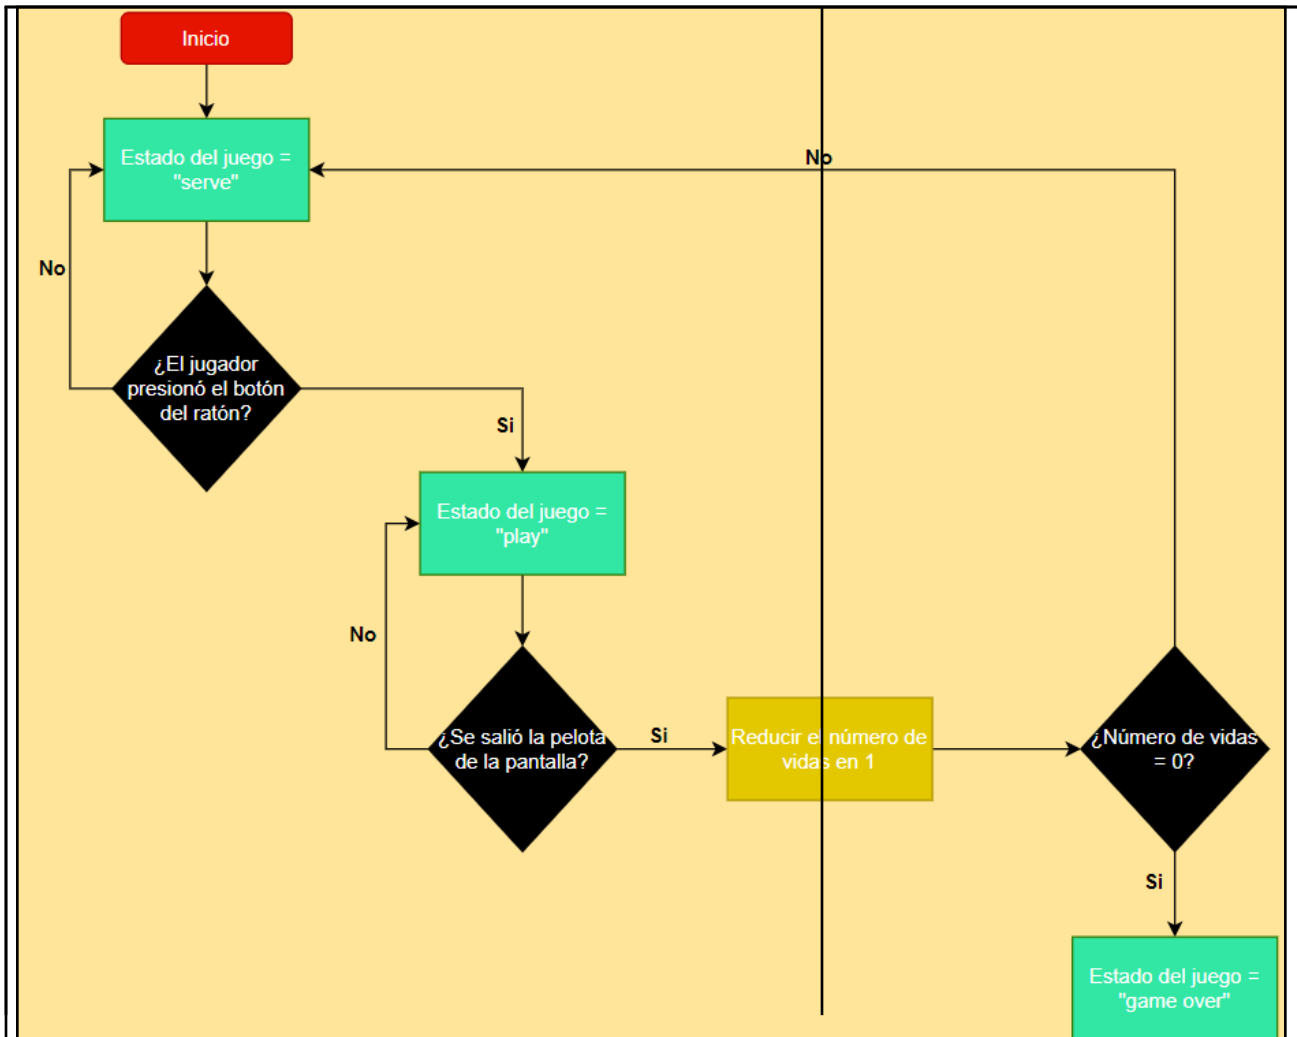 Inicio
Estado del juego =
"serve"
No
No
¿El jugador
presionó el botón
del ratón?
Si
Estado del juego =
"play"
No
¿Se salió la pelota
de la pantalla?
Si
Reducir el número de
vidas en 1
¿Número de vidas
= 0?
Si
Estado del juego =
"game over"